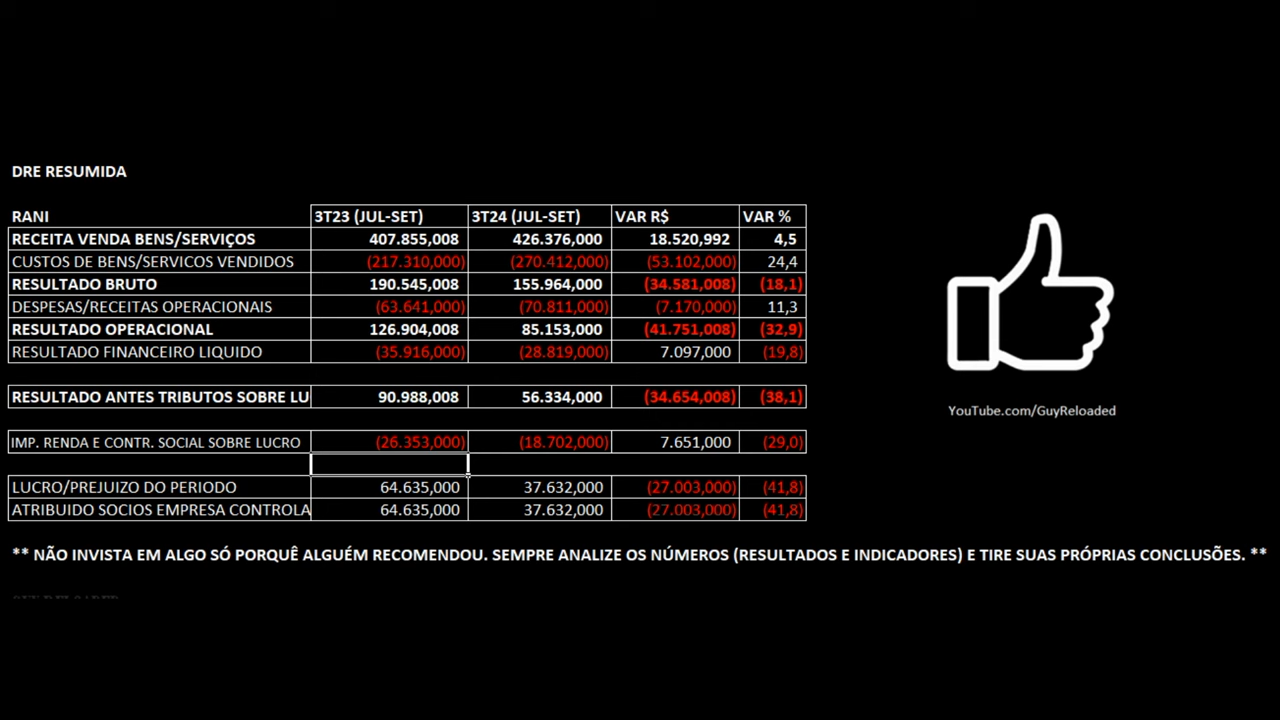 DRE RESUMIDA
RANI 3T23 (JUL-SET) 3T24 (JUL-SET) VAR R$ VAR %
RECEITA VENDA BENS/SERVIÇOS 407.855,008 426.376,000 18.520,992 4,5
CUSTOS DE BENS/SERVICOS VENDIDOS (217.310,000) (270.412,000) (53.102,000) 24,4
RESULTADO BRUTO 190.545,008 155.964,000 (34.581,008) (18,1)
DESPESAS/RECEITAS OPERACIONAIS (63.641,000) (70.811,000) (7.170,000) 11,3
RESULTADO OPERACIONAL 126.904,008 85.153,000 (41.751,008) (32,9)
RESULTADO FINANCEIRO LIQUIDO (35.916,000) (28.819,000) 7.097,000 (19,8)
RESULTADO ANTES TRIBUTOS SOBRE LU 90.988,008 56.334,000 (34.654,008) (38,1)
IMP. RENDA E CONTR. SOCIAL SOBRE LUCRO (26.353,000) (18.702,000) 7.651,000 (29,0)
LUCRO/PREJUIZO DO PERIODO 64.635,000 37.632,000 (27.003,000) (41,8)
ATRIBUIDO SOCIOS EMPRESA CONTROLA 64.635,000 37.632,000 (27.003,000) (41,8)
YouTube.com/GuyReloaded
** NÃO INVISTA EM ALGO SÓ PORQUÊ ALGUÉM RECOMENDOU. SEMPRE ANALIZE OS NÚMEROS (RESULTADOS E INDICADORES) E TIRE SUAS PRÓPRIAS CONCLUSÕES. **